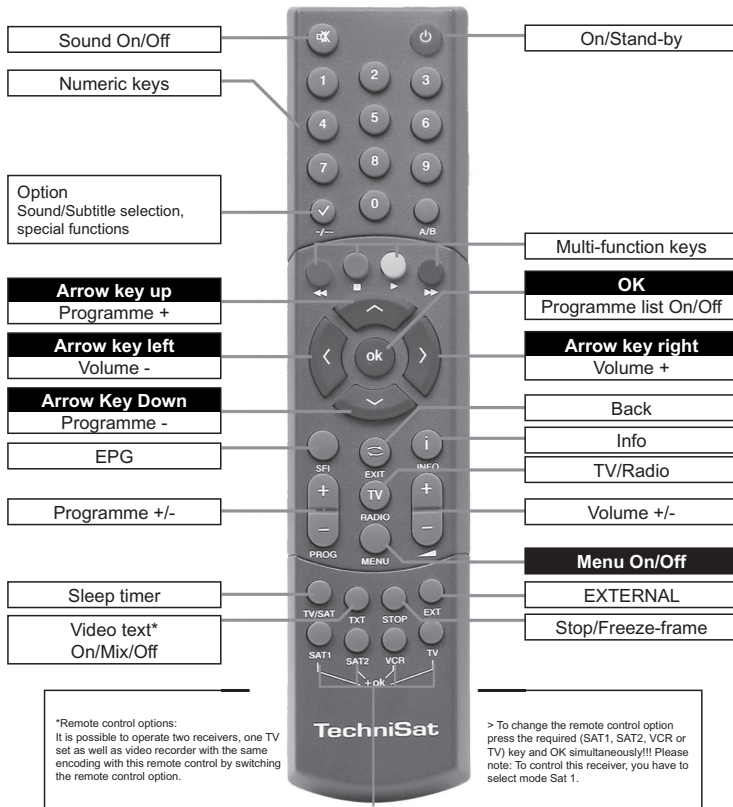 Sound On/Off
On/Stand-by
Numeric keys
1 2 3
4 5 6
7 8 9
0
-/--
A/B
Option
Sound/Subtitle selection,
special functions
Multi-function keys
Arrow key up
Programme +
OK
Programme list On/Off
Arrow key left
Volume -
ok
Arrow key right
Volume +
Arrow Key Down
Programme -
Back
EPG
Info
SFI
EXIT
i
INFO
TV/Radio
+
TV
+
Programme +/-
RADIO
Volume +/-
−
−
PROG
MENU
Menu On/Off
Sleep timer
EXTERNAL
TV/SAT TXT STOP EXT
Video text*
On/Mix/Off
Stop/Freeze-frame
SAT1 SAT2 VCR TV
+ok
TechniSat
*Remote control options:
It is possible to operate two receivers, one TV
set as well as video recorder with the same
encoding with this remote control by switching
the remote control option.
> To change the remote control option
press the required (SAT1, SAT2, VCR or
TV) key and OK simultaneously!!! Please
note: To control this receiver, you have to
select mode Sat 1.